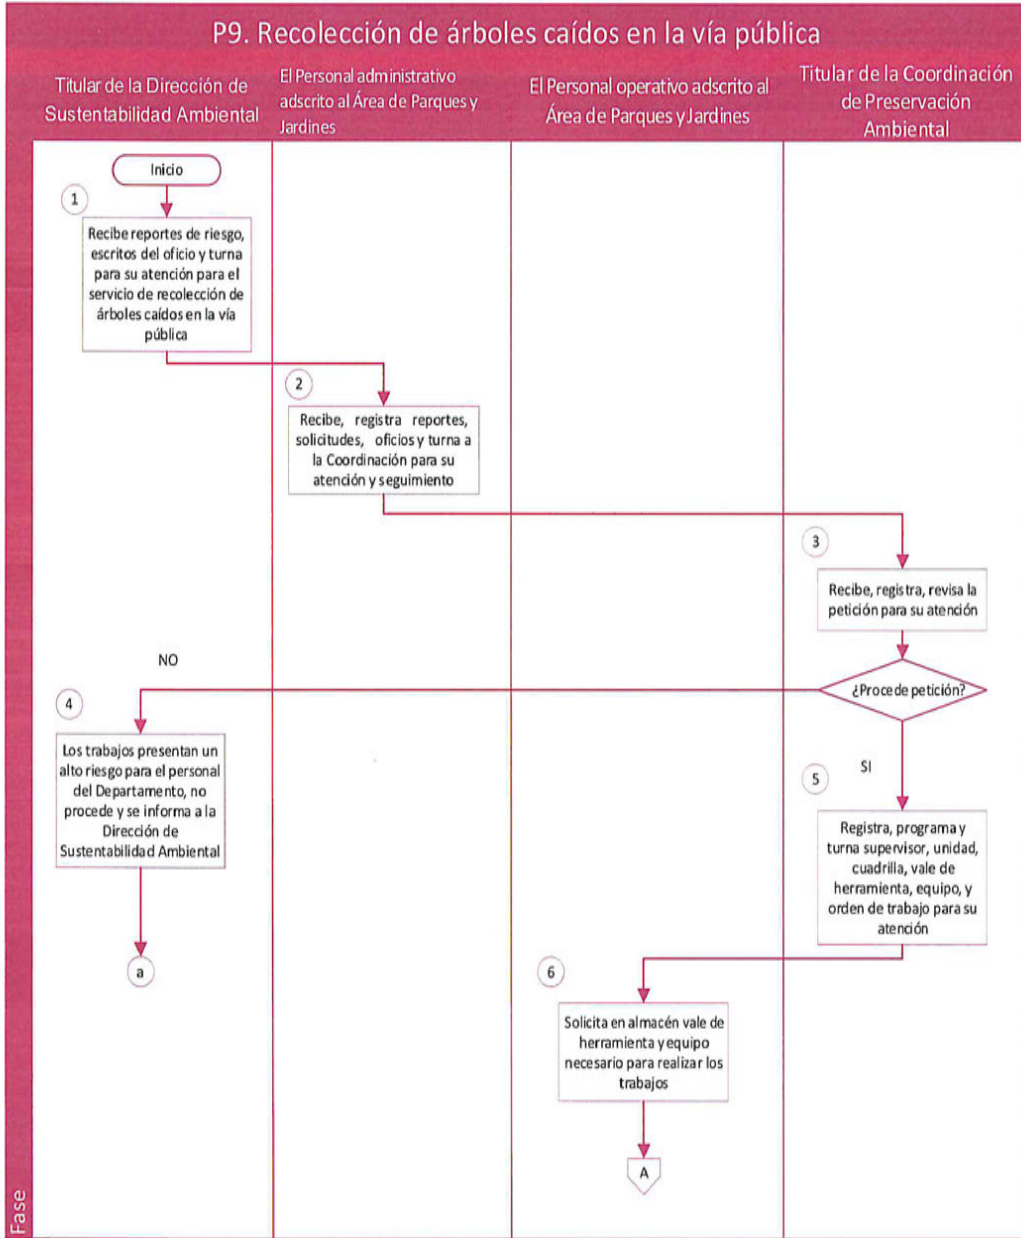 P9. Recolección de árboles caídos en la vía pública
Titular de la Dirección de
Sustentabilidad Ambiental
El Personal administrativo
adscrito al Área de Parques y
Jardines
El Personal operativo adscrito al
Área de Parques y Jardines
Titular de la Coordinación
de Preservación
Ambiental
Inicio
1
Recibe reportes de riesgo,
escritos del oficio y turna
para su atención para el
servicio de recolección de
árboles caídos en la vía
pública
2
Recibe, registra reportes,
solicitudes, oficios y turna a
la Coordinación para su
atención y seguimiento
3
Recibe, registra, revisa la
petición para su atención
¿Procede petición?
NO
4
Los trabajos presentan un
alto riesgo para el personal
del Departamento, no
procede y se informa a la
Dirección de
Sustentabilidad Ambiental
a
SI
5
Registra, programa y
turna supervisor, unidad,
cuadrilla, vale de
herramienta, equipo, y
orden de trabajo para su
atención
6
Solicita en almacén vale de
herramienta y equipo
necesario para realizar los
trabajos
A
Fase